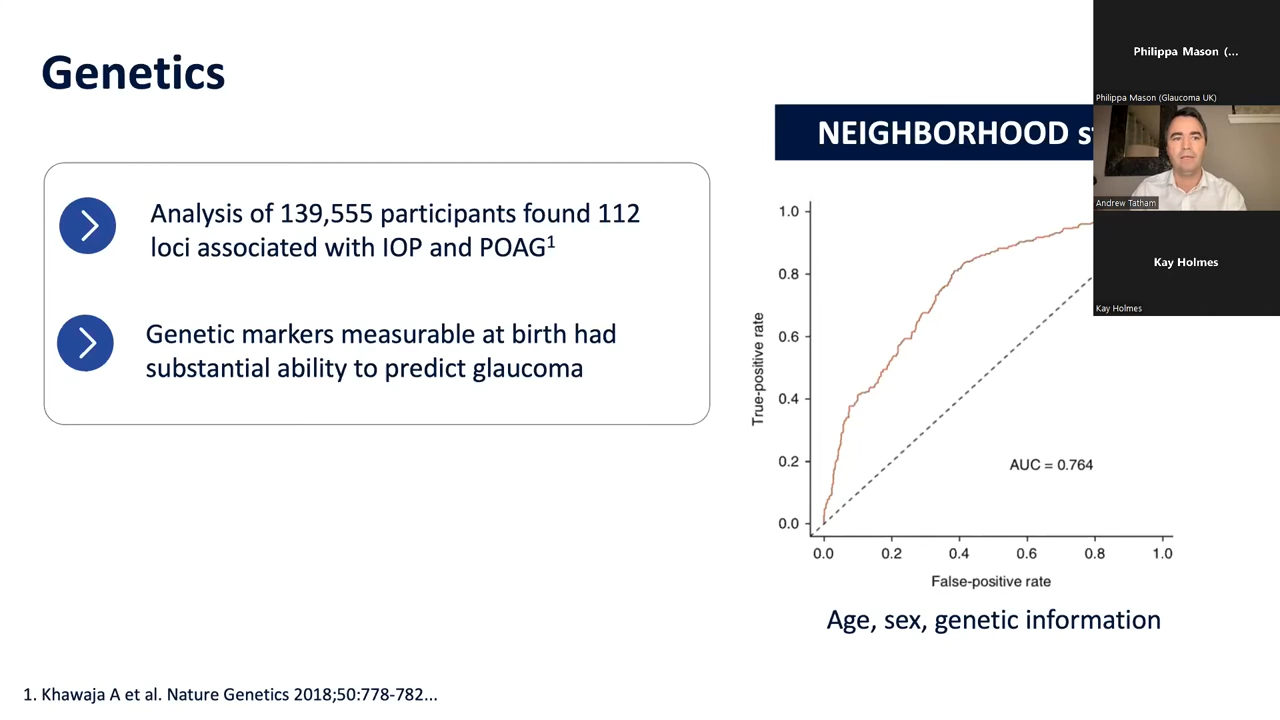 Genetics
Analysis of 139,555 participants found 112
loci associated with IOP and POAG¹
Genetic markers measurable at birth had
substantial ability to predict glaucoma
1. Khawaja A et al. Nature Genetics 2018;50:778-782...
NEIGHBORHOOD
True-positive rate
1.0
0.8
0.6
0.4
0.2
0.0
AUC = 0.764
0.0 0.2 0.4 0.6 0.8 1.0
False-positive rate
Age, sex, genetic information
Philippa Mason (...
Philippa Mason (Glaucoma UK)
Andrew Tatham
Kay Holmes
Kay Holmes